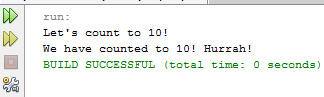 run:
Let's count to 10!
We have counted to 10! Hurrah!
BUILD SUCCESSFUL (total time: 0 seconds)